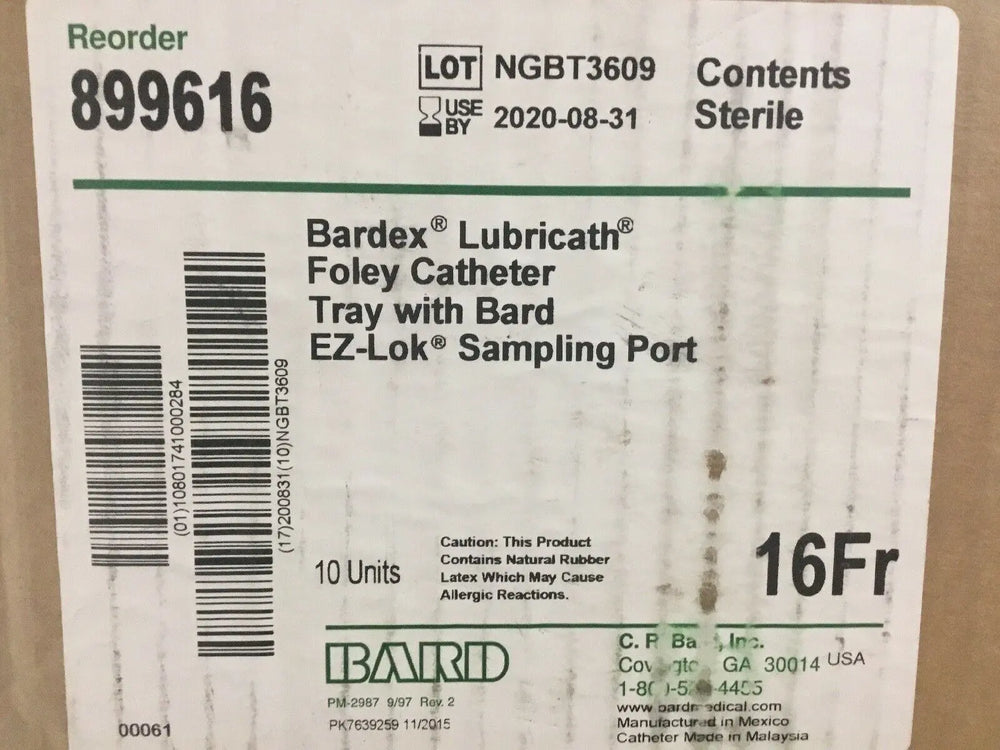 Reorder
899616
LOT NGBT3609
USE BY 2020-08-31
Contents
Sterile
Bardex® Lubricath®
Foley Catheter
Tray with Bard
EZ-Lok® Sampling Port
(01)10801741000284
(17)200831(10)NGBT3609
10 Units
Caution: This Product
Contains Natural Rubber
Latex Which May Cause
Allergic Reactions.
16Fr
BARD
PM-2987 9/97 Rev. 2
PK7639259 11/2015
00061
C. R. Inc.
GA 30014 USA
Manufactured in Mexico
Catheter Made in Malaysia